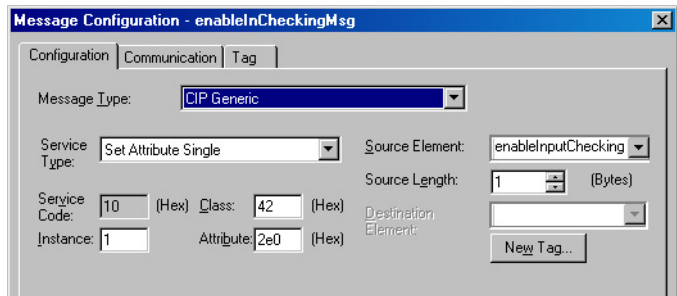 Message Configuration - enableInCheckingMsg
Configuration Communication Tag
Message Type: CIP Generic
Service Type: Set Attribute Single
Source Element: enableInputChecking
Source Length: 1 (Bytes)
Service Code: 10 (Hex) Class: 42 (Hex)
Destination Element:
Instance: 1 Attribute: 2e0 (Hex)
New Tag...